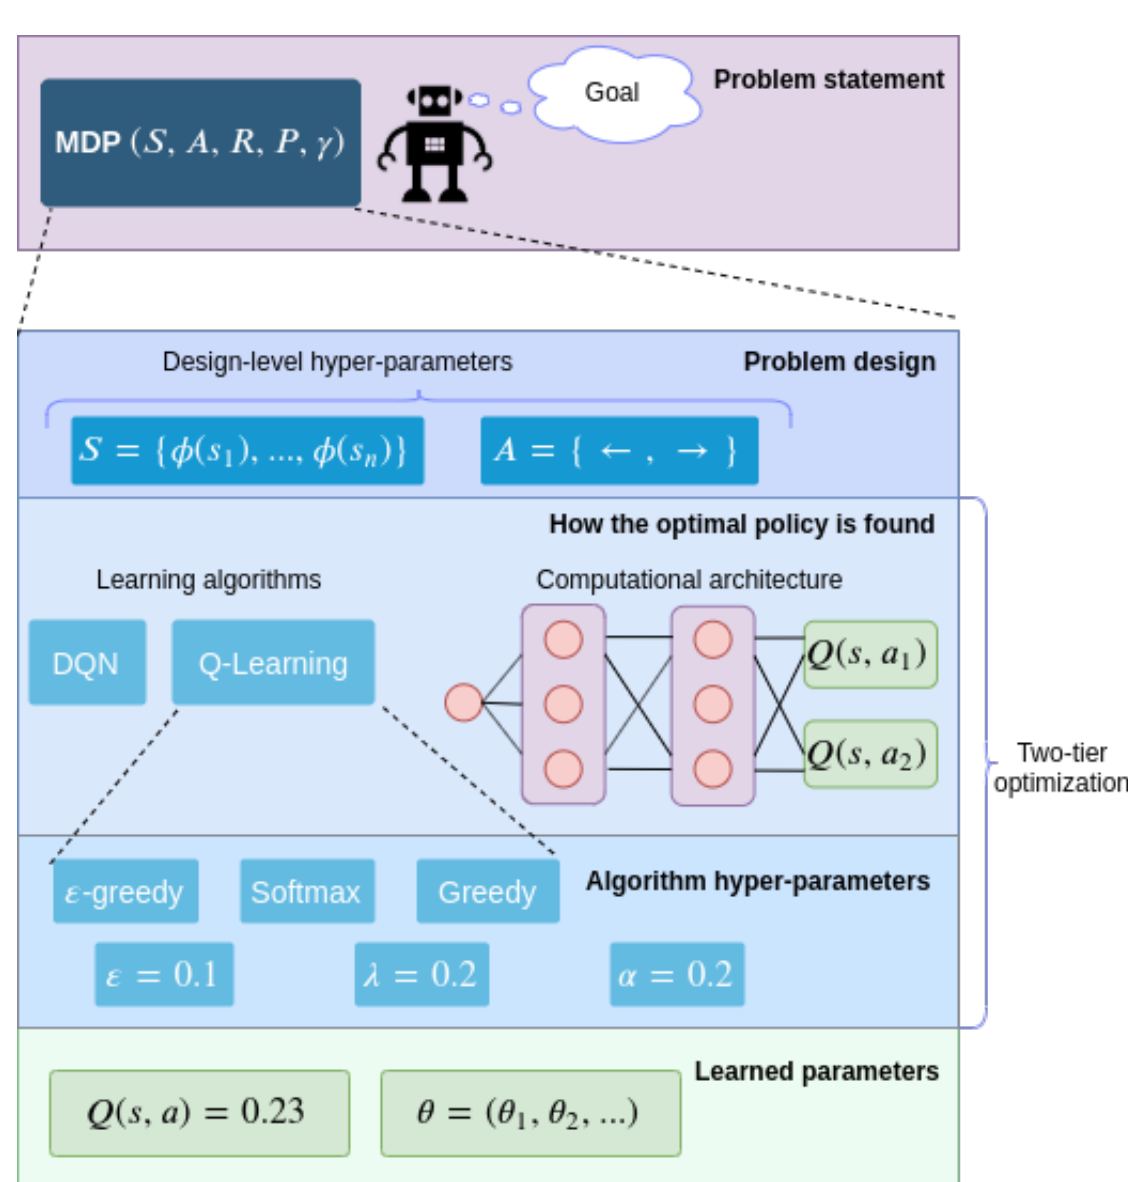 Problem statement
Goal
MDP (S, A, R, P, γ)
Design-level hyper-parameters
Problem design
S = {ϕ(s₁), ..., ϕ(sₙ)}
A = { ← , → }
How the optimal policy is found
Learning algorithms
Computational architecture
DQN
Q-Learning
Q(s, a₁)
Q(s, a₂)
Two-tier
optimization
Algorithm hyper-parameters
ε-greedy
Softmax
Greedy
ε = 0.1
λ = 0.2
α = 0.2
Learned parameters
Q(s, a) = 0.23
θ = (θ₁, θ₂, ...)